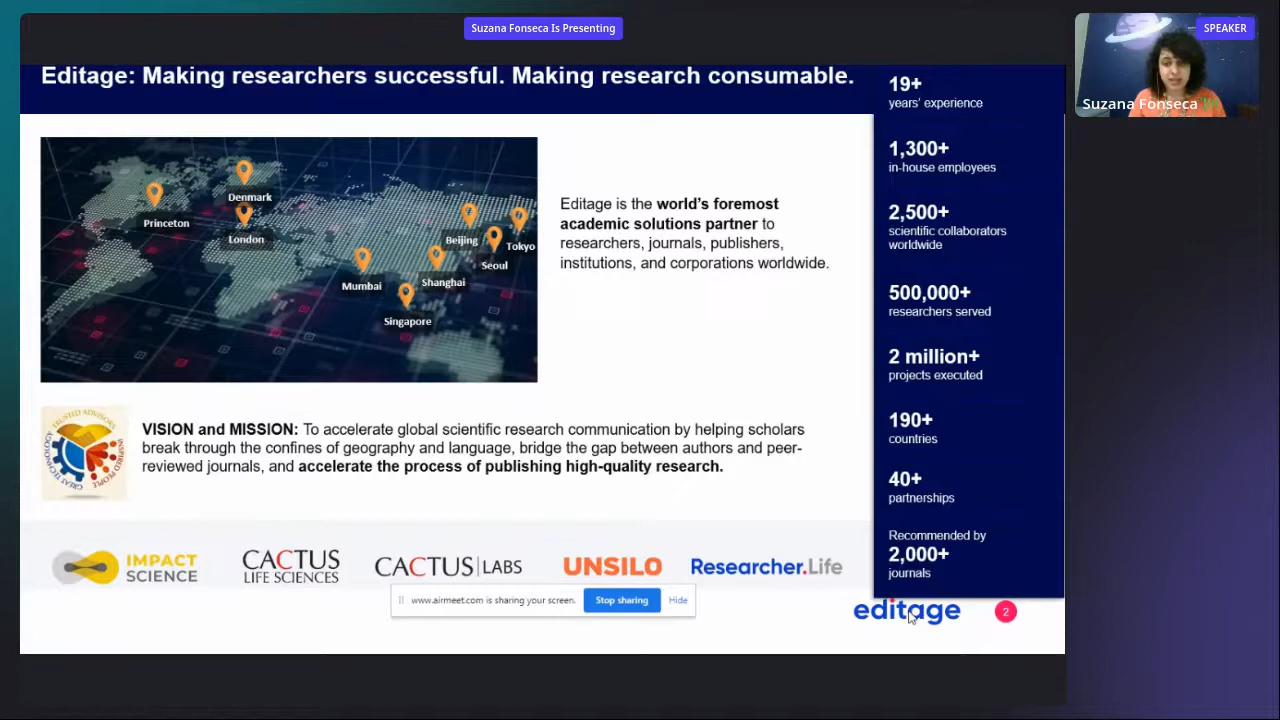 Suzana Fonseca Is Presenting
SPEAKER
Suzana Fonseca
Editage: Making researchers successful. Making research consumable.
Princeton
Denmark
London
Mumbai
Beijing
Shanghai
Singapore
Seoul
Tokyo
Editage is the world's foremost
academic solutions partner to
researchers, journals, publishers,
institutions, and corporations worldwide.
19+
years' experience
1,300+
in-house employees
2,500+
scientific collaborators
worldwide
500,000+
researchers served
2 million+
projects executed
190+
countries
40+
partnerships
Recommended by
2,000+
journals
TRUSTED ADVISORS
INSPIRED PEOPLE
GREAT TECHNOLOGY
VISION and MISSION: To accelerate global scientific research communication by helping scholars
break through the confines of geography and language, bridge the gap between authors and peer-
reviewed journals, and accelerate the process of publishing high-quality research.
IMPACT
SCIENCE
CACTUS
LIFE SCIENCES
CACTUS|LABS
UNSILO
Researcher.Life
www.airmeet.com is sharing your screen.
Stop sharing
Hide
editage
2